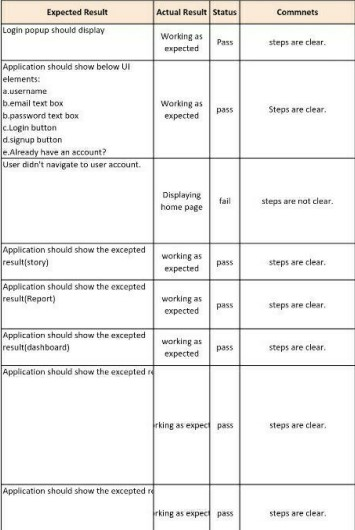 Expected Result Actual Result Status Commnets
Login popup should display
Working as
expected
Pass
steps are clear.
Application should show below UI
elements:
a.username
b.email text box
b.password text box
c.Login button
d.signup button
e.Already have an account?
Working as
expected
pass
Steps are clear.
User didn't navigate to user account.
Displaying
home page
fail
steps are not clear.
Application should show the excepted
result(story)
working as
expected
pass
steps are clear.
Application should show the excepted
result(Report)
working as
expected
pass
steps are clear.
Application should show the excepted
result(dashboard)
working as
expected
pass
steps are clear.
Application should show the excepted re
rking as expect
pass
steps are clear.
Application should show the excepted re
rking as expect
pass
steps are clear.